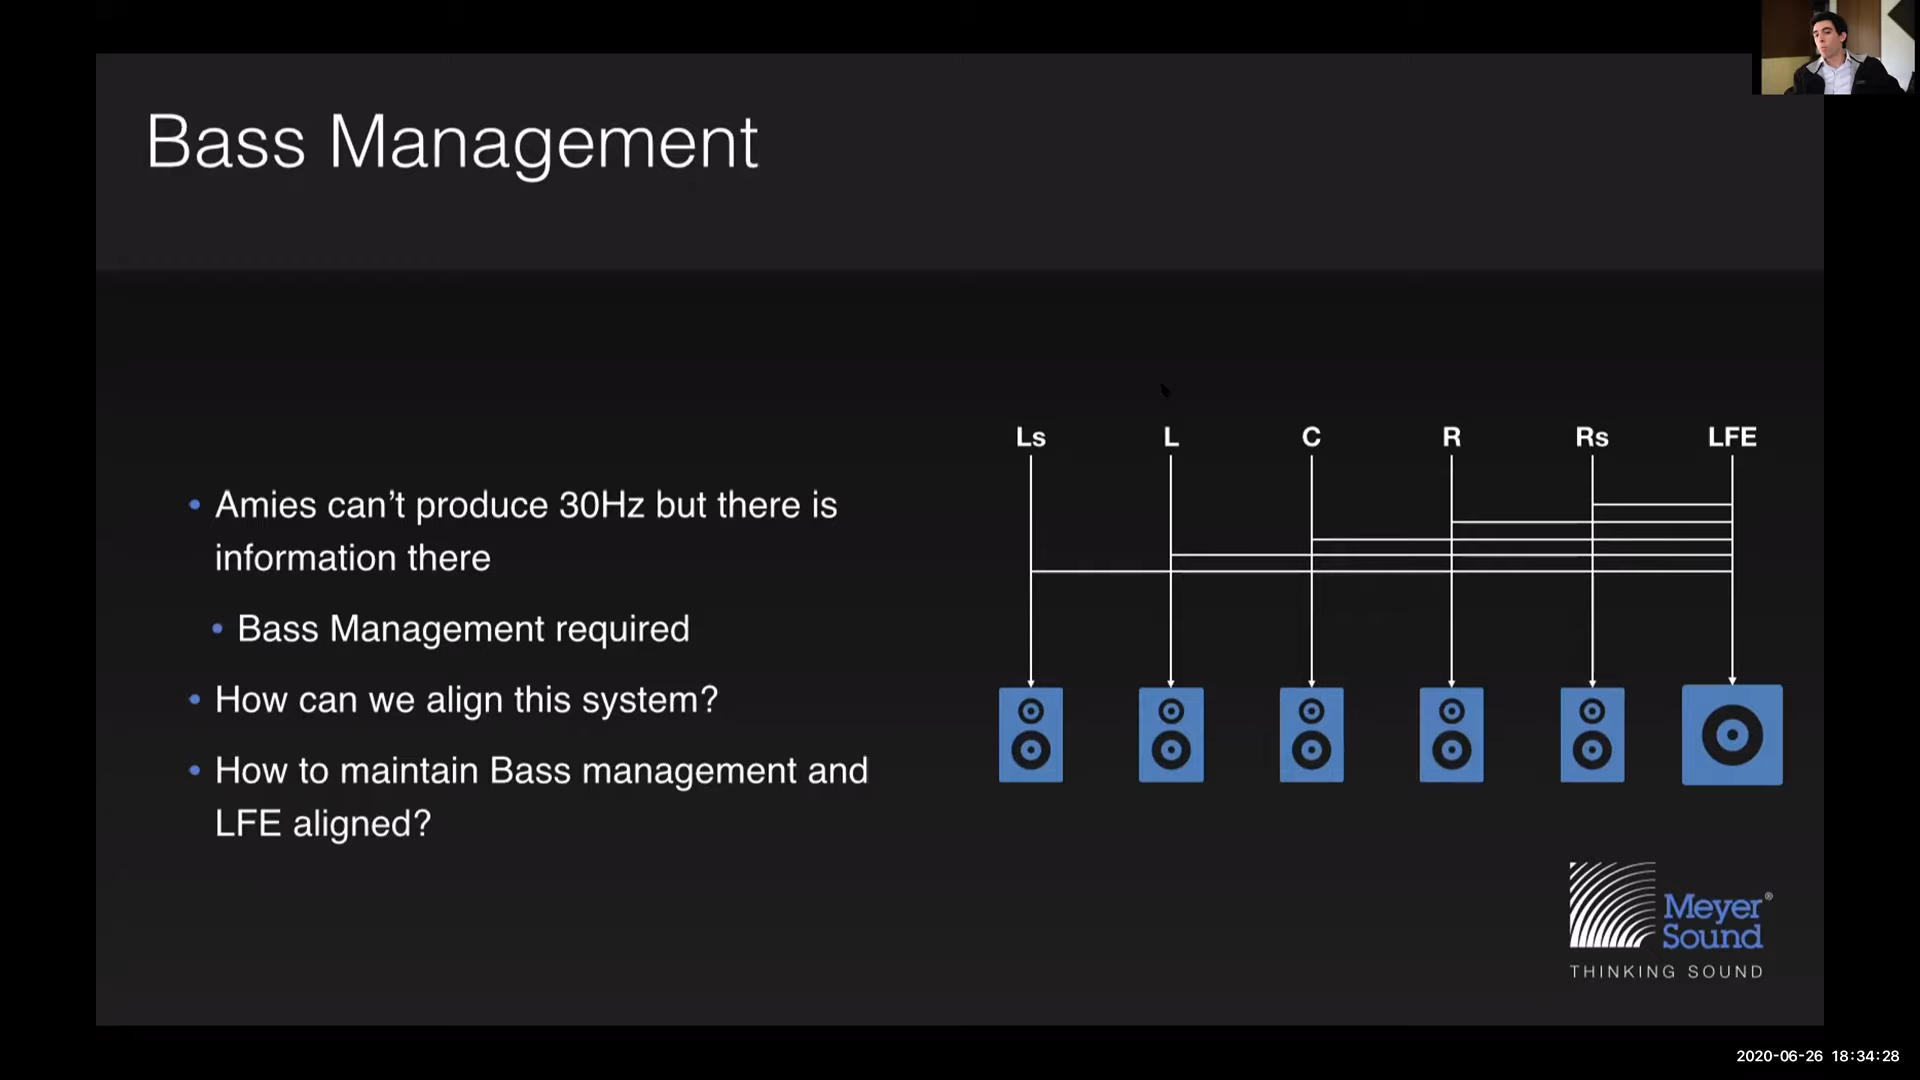 Bass Management
• Amies can’t produce 30Hz but there is
information there
• Bass Management required
• How can we align this system?
• How to maintain Bass management and
LFE aligned?
Ls L C R Rs LFE
Meyer®
Sound
THINKING SOUND
2020-06-26 18:34:28